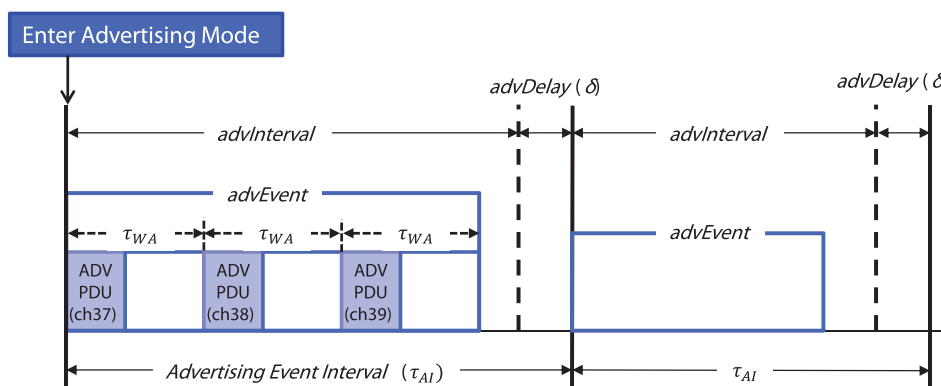 Enter Advertising Mode
advDelay ( δ)
advDelay ( δ
advInterval
advInterval
advEvent
τWA
τWA
τWA
advEvent
ADV
PDU
(ch37)
ADV
PDU
(ch38)
ADV
PDU
(ch39)
Advertising Event Interval (τAI)
τAI